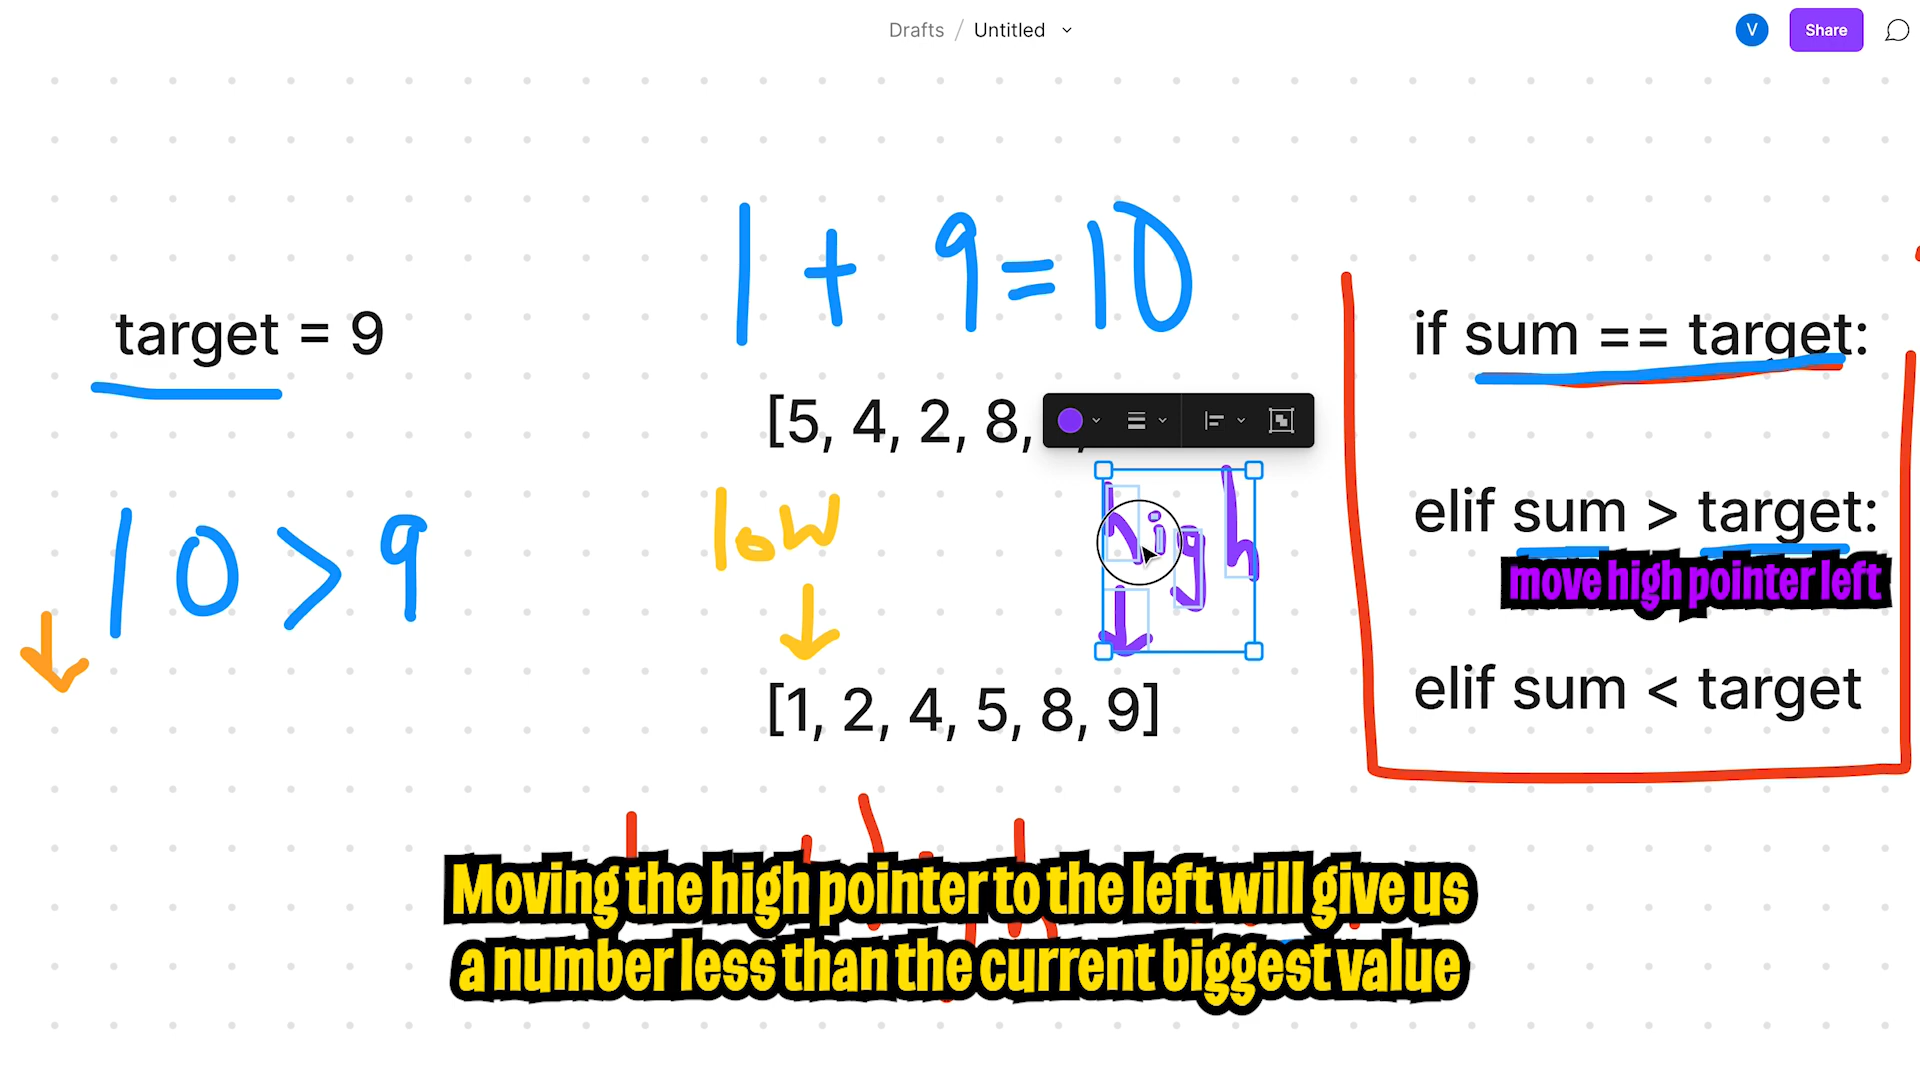 Drafts / Untitled
V
Share
1 + 9 = 10
target = 9
if sum == target:
[5, 4, 2, 8,
low
high
10 > 9
elif sum > target:
move high pointer left
elif sum < target
[1, 2, 4, 5, 8, 9]
Moving the high pointer to the left will give us
a number less than the current biggest value